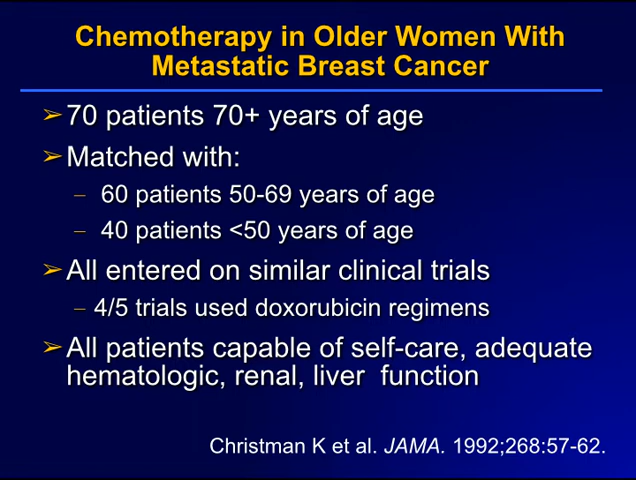 Chemotherapy in Older Women With
Metastatic Breast Cancer
➢ 70 patients 70+ years of age
➢ Matched with:
– 60 patients 50-69 years of age
– 40 patients <50 years of age
➢ All entered on similar clinical trials
– 4/5 trials used doxorubicin regimens
➢ All patients capable of self-care, adequate
hematologic, renal, liver function
Christman K et al. JAMA. 1992;268:57-62.